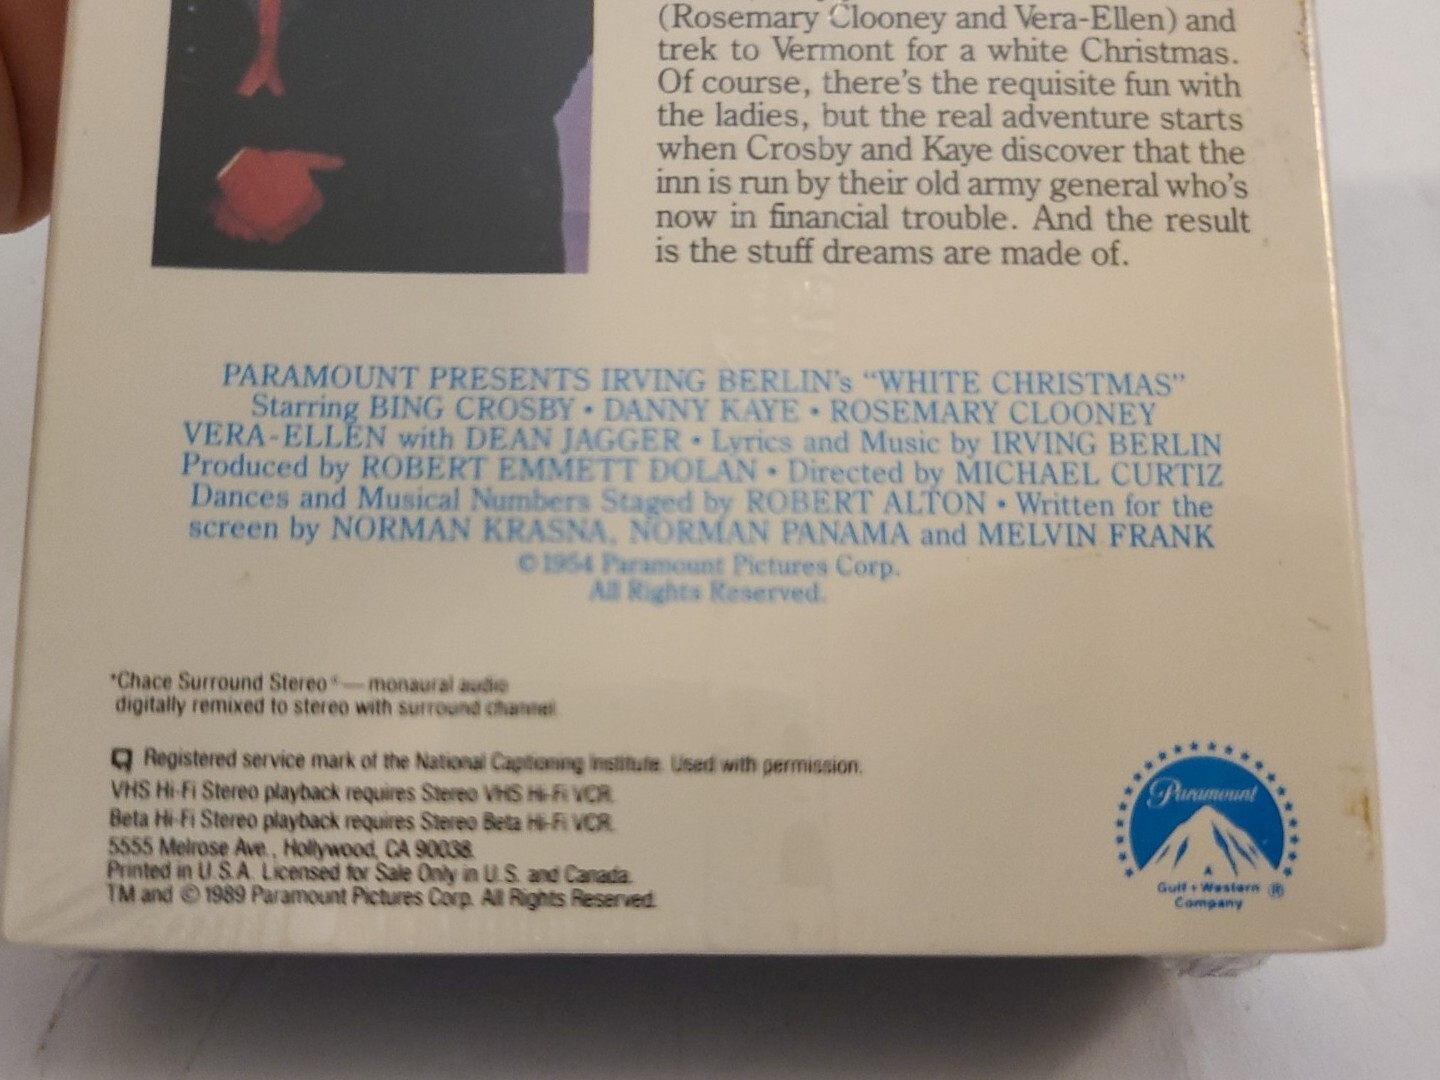 (Rosemary Clooney and Vera-Ellen) and
trek to Vermont for a white Christmas.
Of course, there's the requisite fun with
the ladies, but the real adventure starts
when Crosby and Kaye discover that the
inn is run by their old army general who's
now in financial trouble. And the result
is the stuff dreams are made of.
PARAMOUNT PRESENTS IRVING BERLIN's "WHITE CHRISTMAS"
Starring BING CROSBY • DANNY KAYE • ROSEMARY CLOONEY
VERA-ELLEN with DEAN JAGGER • Lyrics and Music by IRVING BERLIN
Produced by ROBERT EMMETT DOLAN • Directed by MICHAEL CURTIZ
Dances and Musical Numbers Staged by ROBERT ALTON • Written for the
screen by NORMAN KRASNA, NORMAN PANAMA and MELVIN FRANK
© 1954 Paramount Pictures Corp.
All Rights Reserved.
*Chace Surround Stereo® — monaural audio
digitally remixed to stereo with surround channel.
Registered service mark of the National Captioning Institute. Used with permission.
VHS Hi-Fi Stereo playback requires Stereo VHS Hi-Fi VCR.
Beta Hi-Fi Stereo playback requires Stereo Beta Hi-Fi VCR.
5555 Melrose Ave., Hollywood, CA 90038.
Printed in U.S.A. Licensed for Sale Only in U.S. and Canada.
TM and © 1989 Paramount Pictures Corp. All Rights Reserved.
Paramount
A
Gulf + Western ®
Company